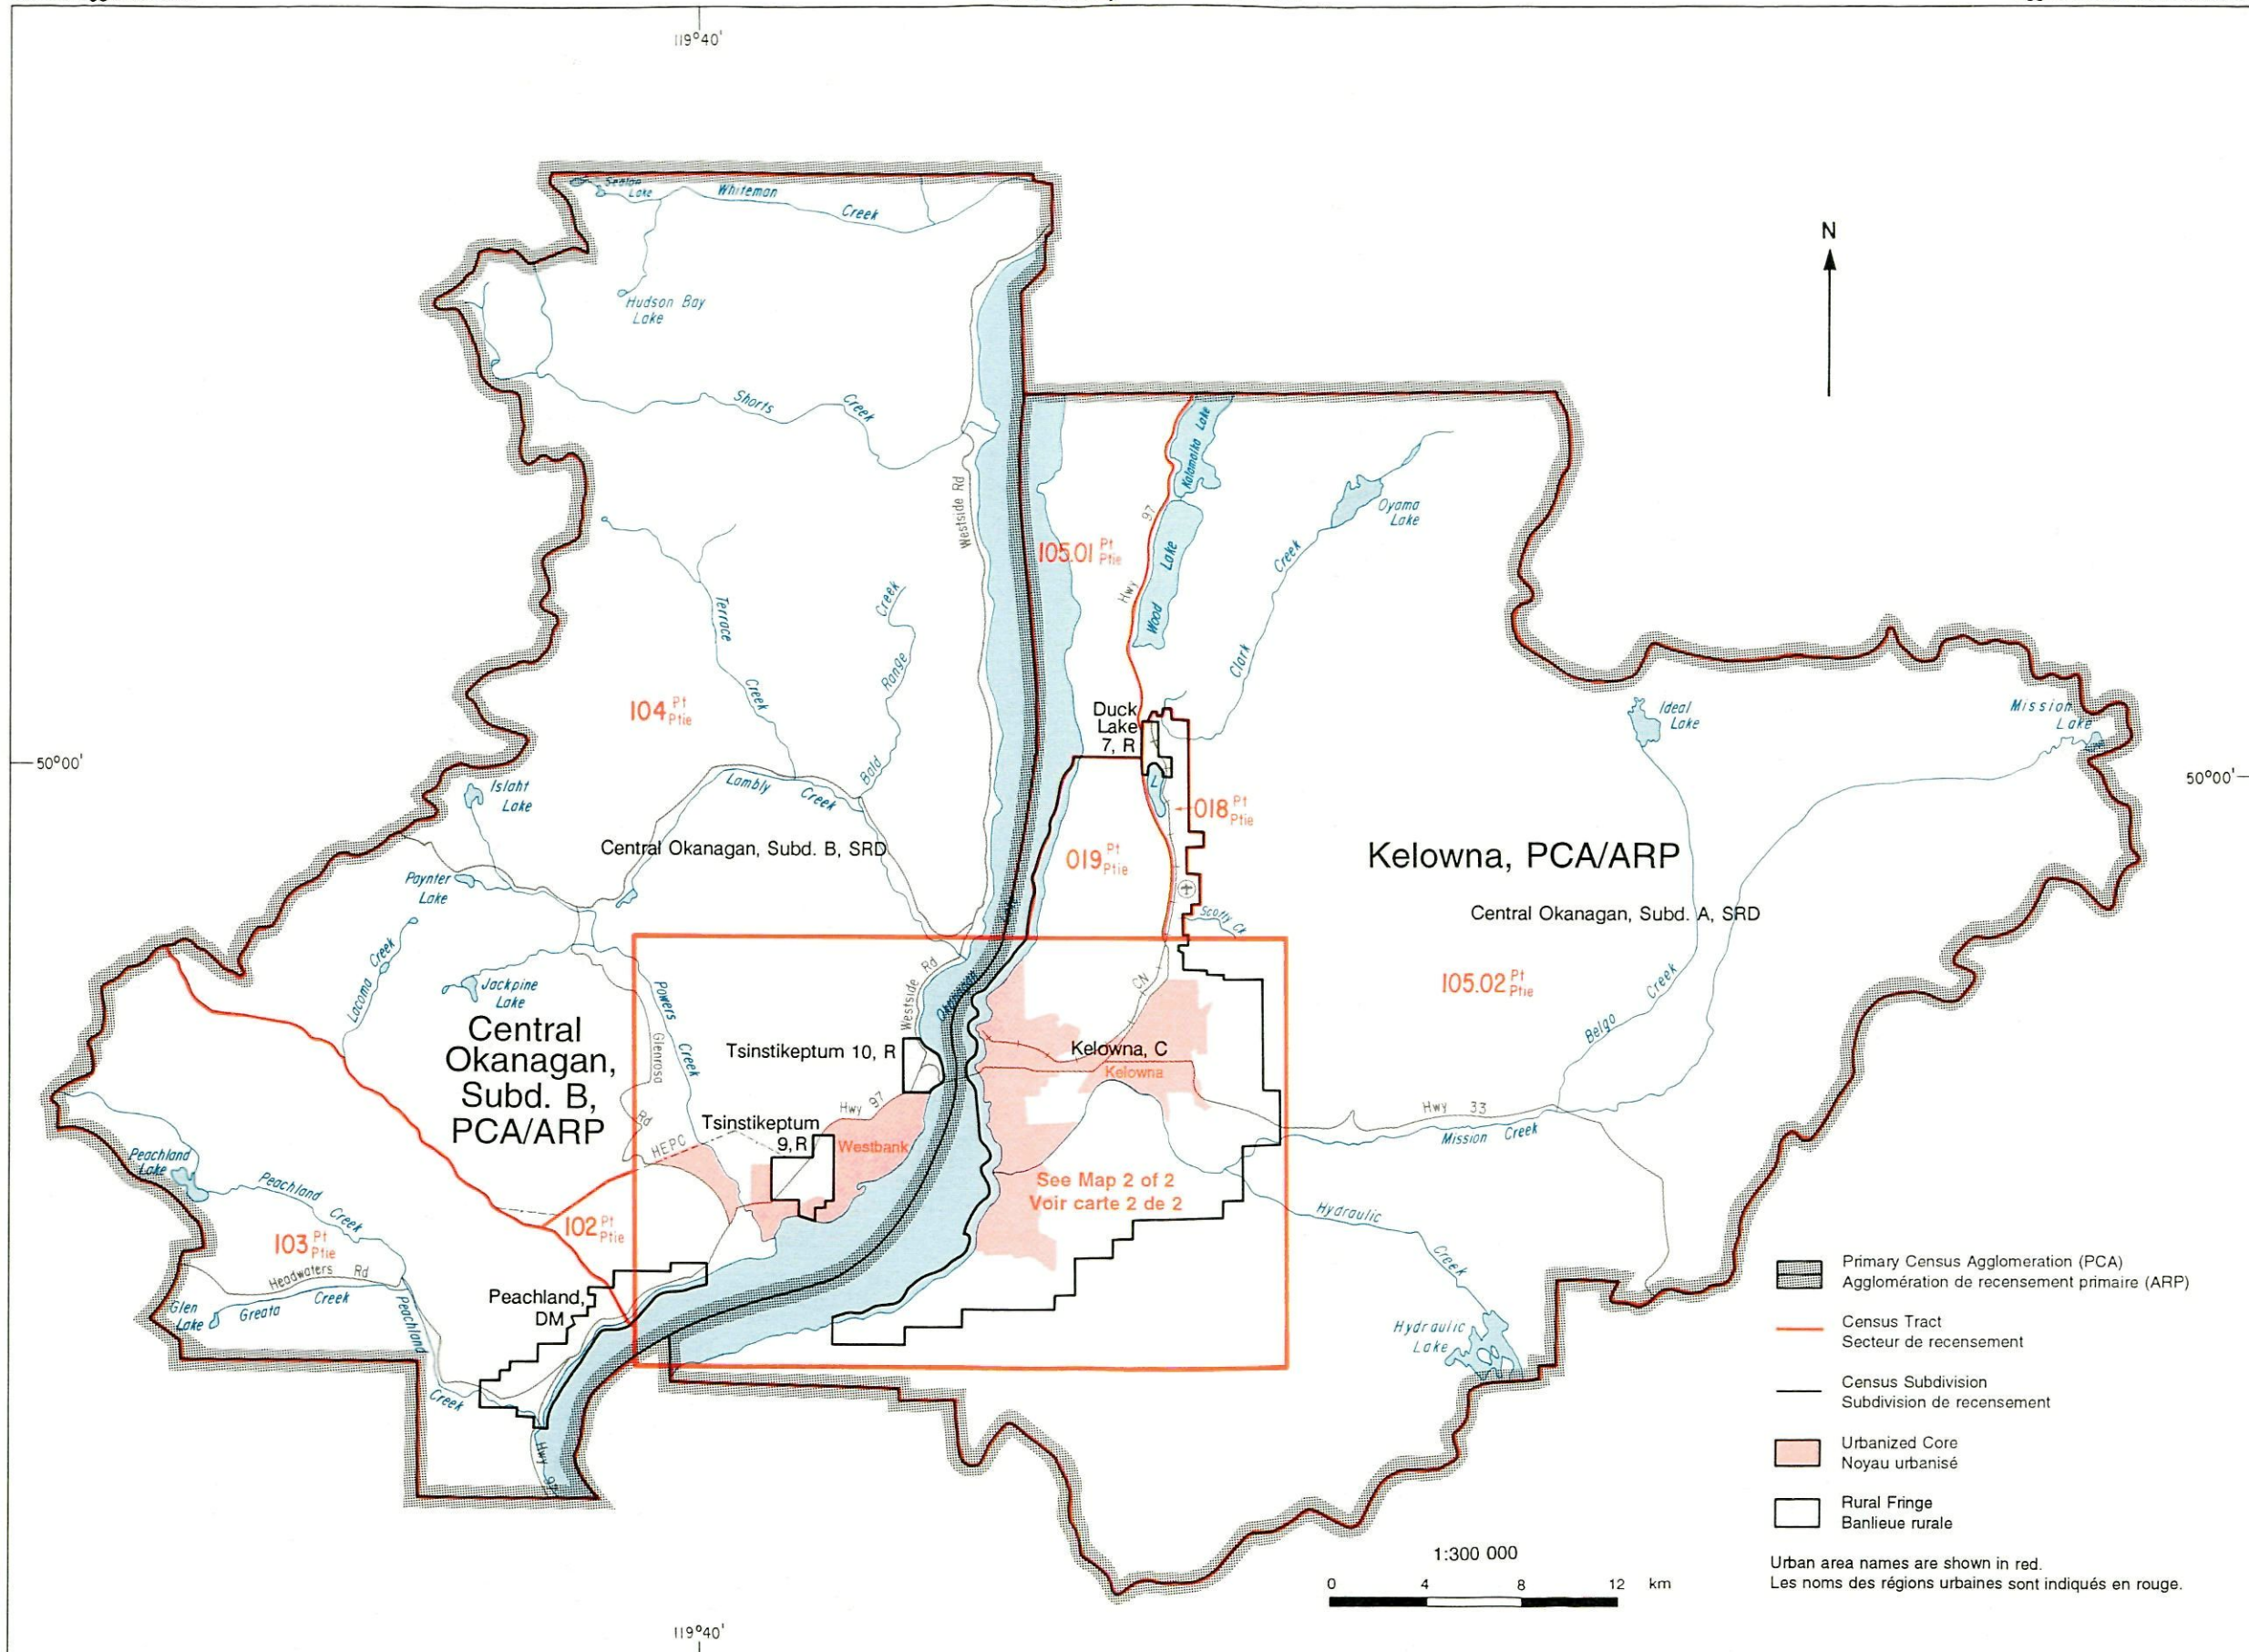 119°40'
Seaton
Lake
Whiteman
Creek
N
Hudson Bay
Lake
Shorts
Creek
Kalamalka Lake
Westside Rd
Oyama
Lake
97
105.01 Pt
Ptie
Wood Lake
Hwy
Creek
Clark
Terrace
Creek
Creek
Range
Bald
104 Pt
Ptie
Duck
Lake
7, R
Ideal
Lake
Mission
Lake
50°00'
50°00'
Islaht
Lake
Lambly
Creek
L
018 Pt
Ptie
Central Okanagan, Subd. B, SRD
019 Pt
Ptie
Kelowna, PCA/ARP
Paynter
Lake
Central Okanagan, Subd. A, SRD
Scotty Ck
Lacoma Creek
Jackpine
Lake
Powers
Creek
Westside Rd
Okanagan
CN
105.02 Pt
Ptie
Belgo
Creek
Central
Okanagan,
Subd. B,
PCA/ARP
Glenrosa
Rd
Tsinstikeptum 10, R
Kelowna, C
Kelowna
Hwy 97
Hwy 33
Mission Creek
Tsinstikeptum
9, R
HEPC
Westbank
Peachland
Lake
Peachland
Creek
See Map 2 of 2
Voir carte 2 de 2
Hydraulic
Creek
102 Pt
Ptie
103 Pt
Ptie
Headwaters Rd
Glen
Lake
Greata
Creek
Peachland
Creek
Peachland,
DM
Hwy 97
Hydraulic
Lake
Primary Census Agglomeration (PCA)
Agglomération de recensement primaire (ARP)
Census Tract
Secteur de recensement
Census Subdivision
Subdivision de recensement
Urbanized Core
Noyau urbanisé
Rural Fringe
Banlieue rurale
Urban area names are shown in red.
Les noms des régions urbaines sont indiqués en rouge.
1:300 000
0 4 8 12 km
119°40'